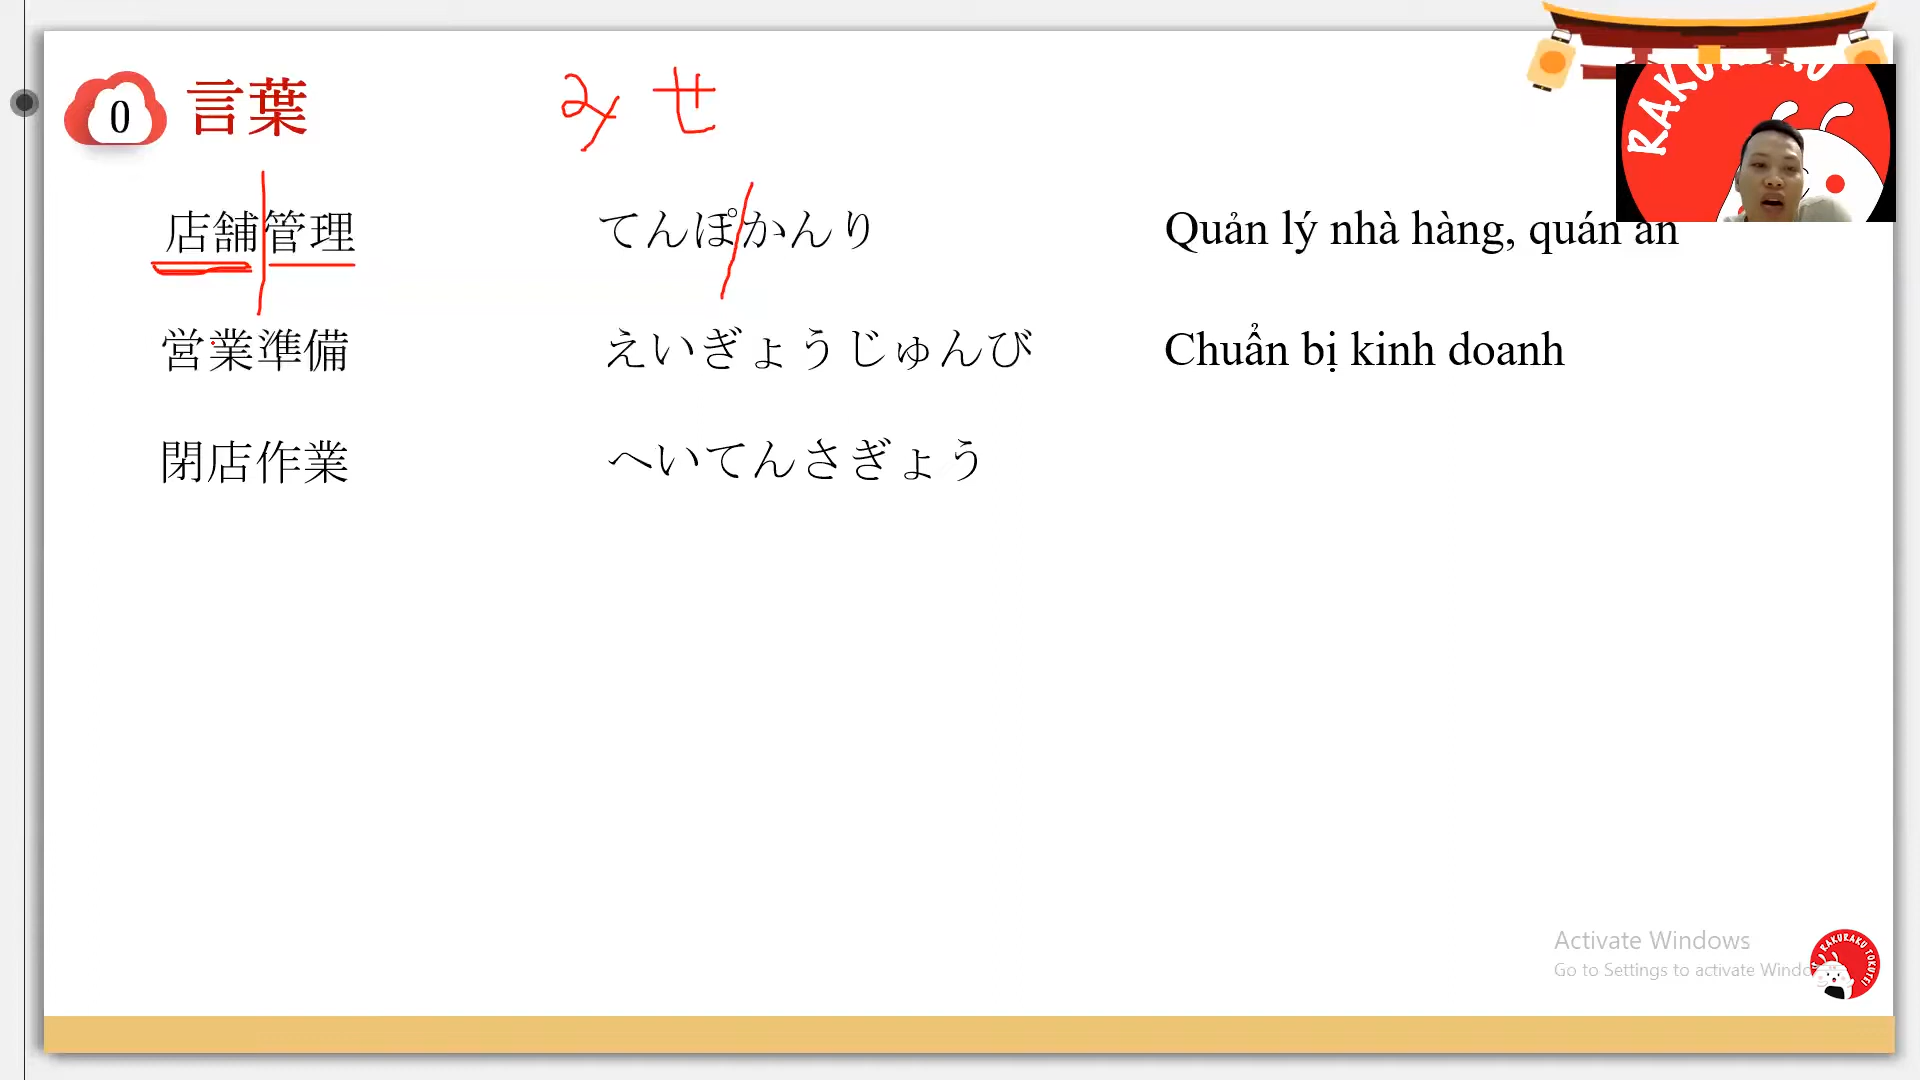 0 言葉 みせ
店舗管理 てんぽかんり Quản lý nhà hàng, quán ăn
営業準備 えいぎょうじゅんび Chuẩn bị kinh doanh
閉店作業 へいてんさぎょう
Activate Windows
Go to Settings to activate
RAKURAKU TOKUTEI